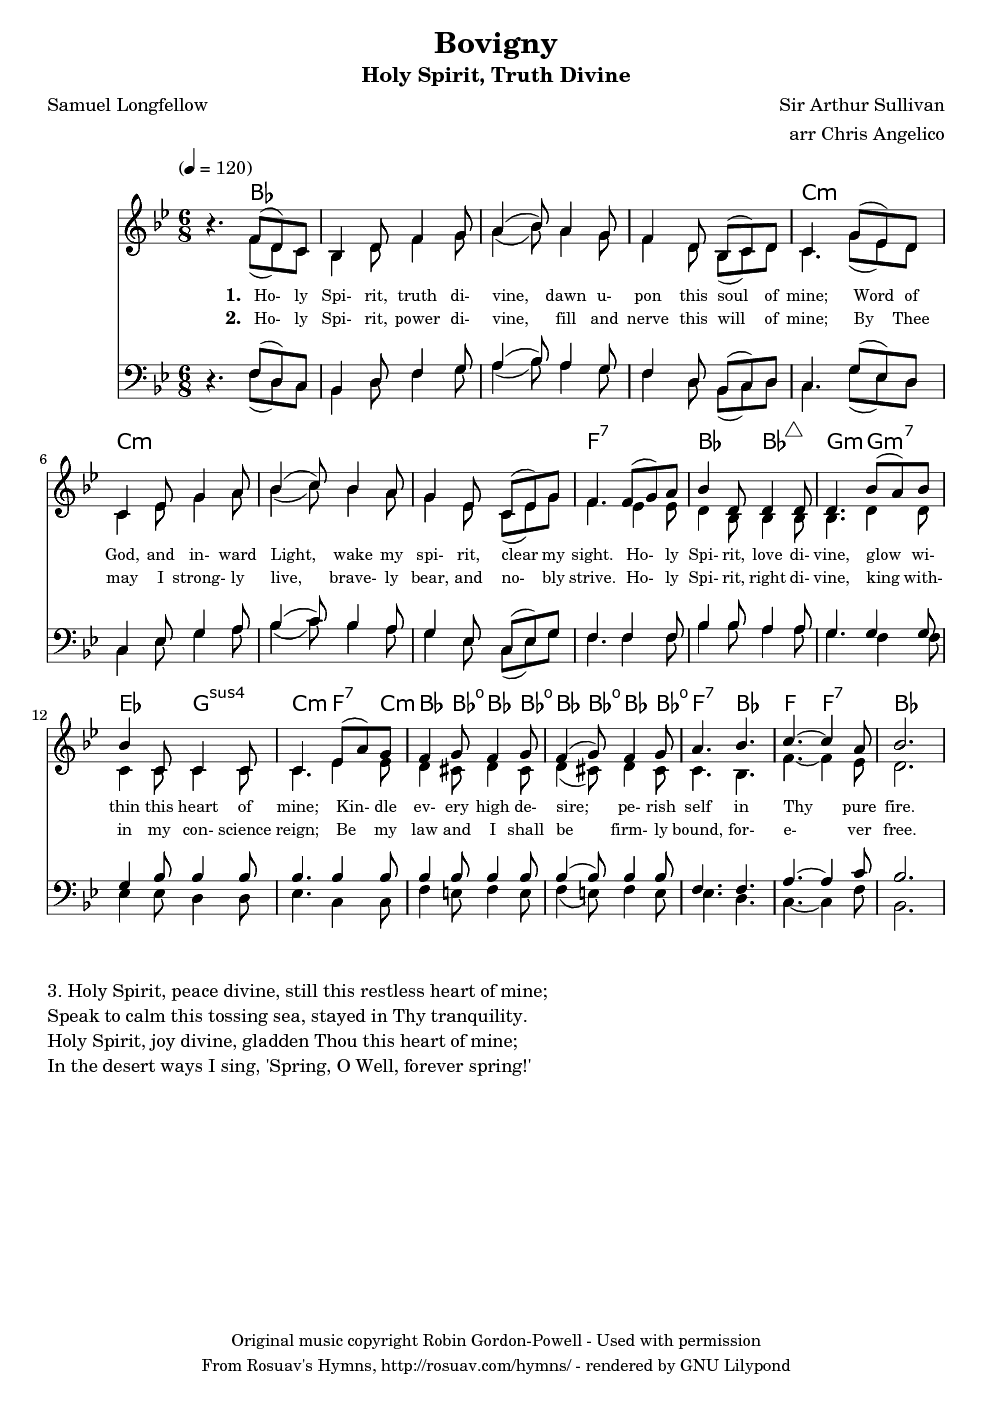 Bovigny
Holy Spirit, Truth Divine
Samuel Longfellow
Sir Arthur Sullivan
arr Chris Angelico
(♩ = 120)
B♭ Cm
1. Ho- ly Spi- rit, truth di- vine, dawn u- pon this soul of mine; Word of
2. Ho- ly Spi- rit, power di- vine, fill and nerve this will of mine; By Thee
6
Cm F7 B♭ B♭△ Gm Gm7
God, and in- ward Light, wake my spi- rit, clear my sight. Ho- ly Spi- rit, love di- vine, glow wi-
may I strong- ly live, brave- ly bear, and no- bly strive. Ho- ly Spi- rit, right di- vine, king with-
12
E♭ Gsus4 Cm F7 Cm B♭ B♭o B♭ B♭o B♭ B♭o B♭ B♭o F7 B♭ F F7 B♭
thin this heart of mine; Kin- dle ev- ery high de- sire; pe- rish self in Thy pure fire.
in my con- science reign; Be my law and I shall be firm- ly bound, for- e- ver free.
3. Holy Spirit, peace divine, still this restless heart of mine;
Speak to calm this tossing sea, stayed in Thy tranquility.
Holy Spirit, joy divine, gladden Thou this heart of mine;
In the desert ways I sing, 'Spring, O Well, forever spring!'
Original music copyright Robin Gordon-Powell - Used with permission
From Rosuav's Hymns, http://rosuav.com/hymns/ - rendered by GNU Lilypond